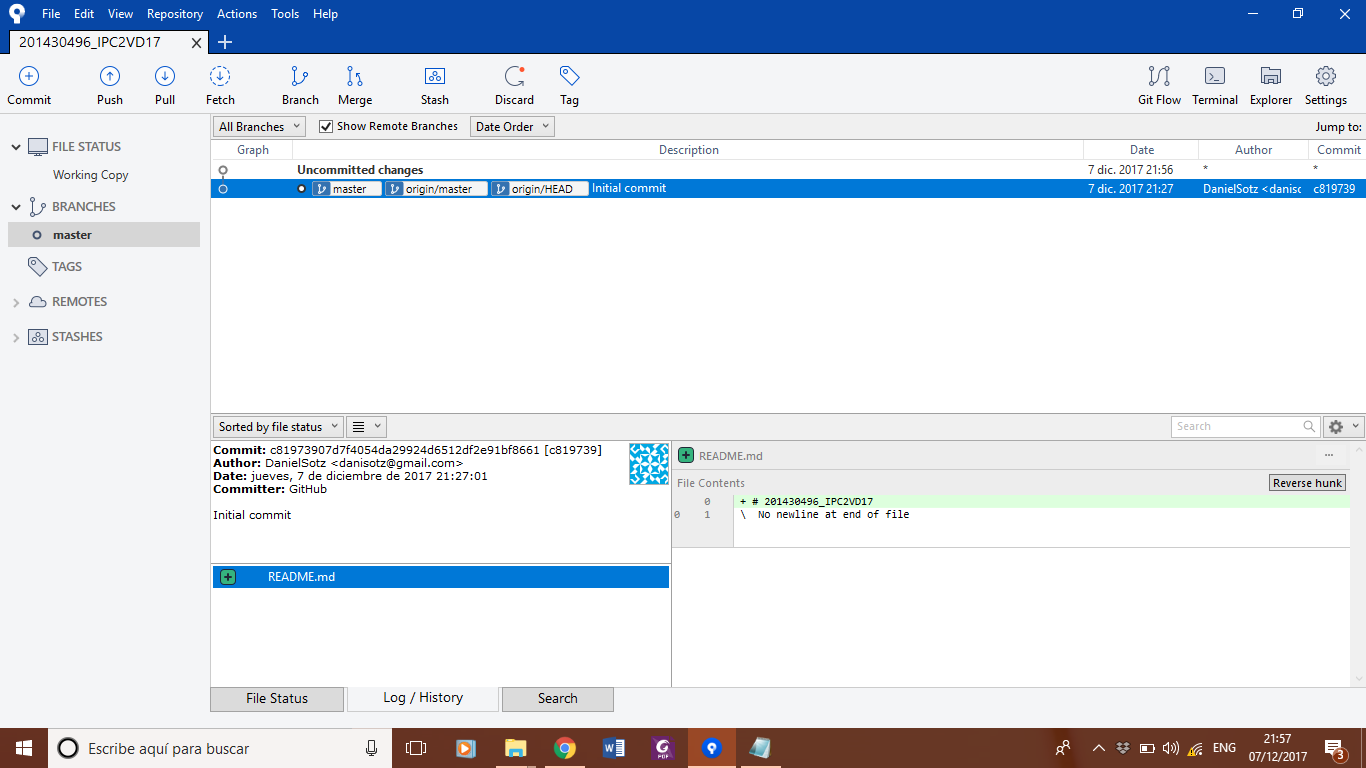 File Edit View Repository Actions Tools Help
201430496_IPC2VD17
Commit Push Pull Fetch Branch Merge Stash Discard Tag Git Flow Terminal Explorer Settings
All Branches Show Remote Branches Date Order Jump to:
Graph Description Date Author Commit
Uncommitted changes 7 dic. 2017 21:56 * *
master origin/master origin/HEAD Initial commit 7 dic. 2017 21:27 DanielSotz <danisc c819739
FILE STATUS
Working Copy
BRANCHES
master
TAGS
REMOTES
STASHES
Sorted by file status Search
Commit: c81973907d7f4054da29924d6512df2e91bf8661 [c819739]
Author: DanielSotz <danisotz@gmail.com>
Date: jueves, 7 de diciembre de 2017 21:27:01
Committer: GitHub
Initial commit
README.md
README.md
File Contents Reverse hunk
0 + # 201430496_IPC2VD17
0 1 \ No newline at end of file
File Status Log / History Search
Escribe aquí para buscar
PDF
ENG
21:57
07/12/2017
3